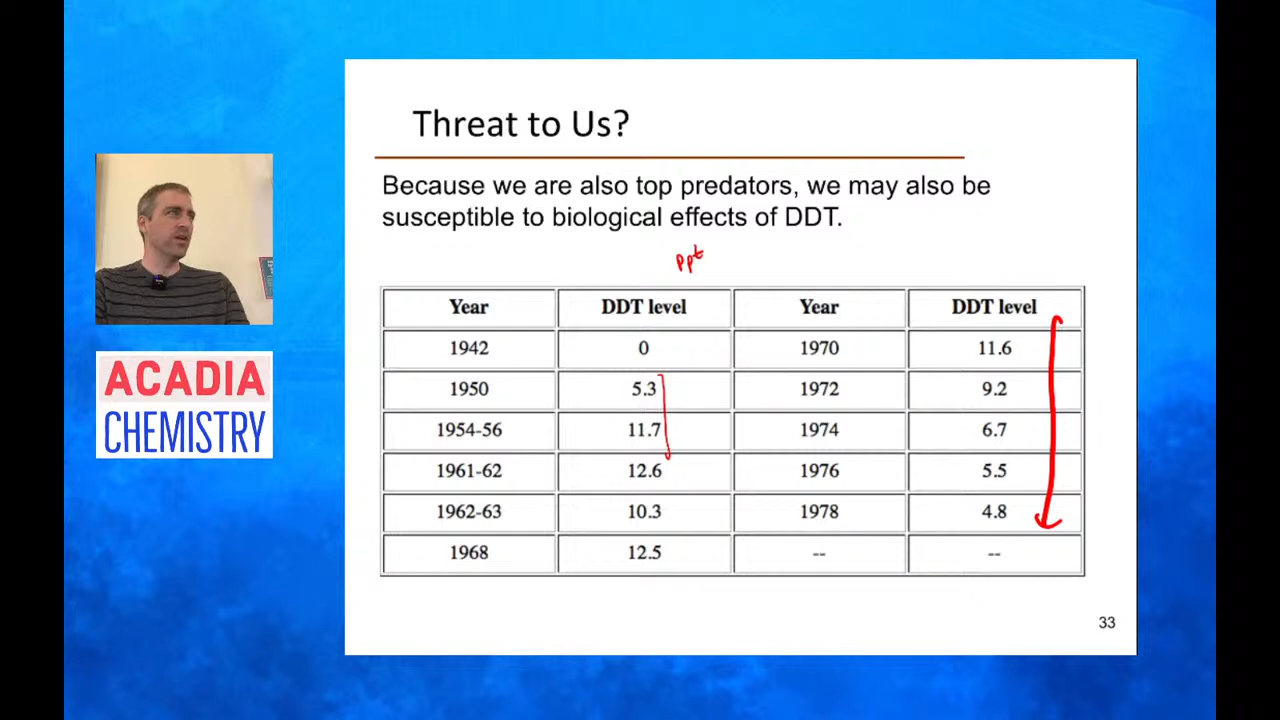 Threat to Us?
Because we are also top predators, we may also be
susceptible to biological effects of DDT.
ppt
Year DDT level Year DDT level
1942 0 1970 11.6
1950 5.3 1972 9.2
1954-56 11.7 1974 6.7
1961-62 12.6 1976 5.5
1962-63 10.3 1978 4.8
1968 12.5 -- --
33
ACADIA
CHEMISTRY